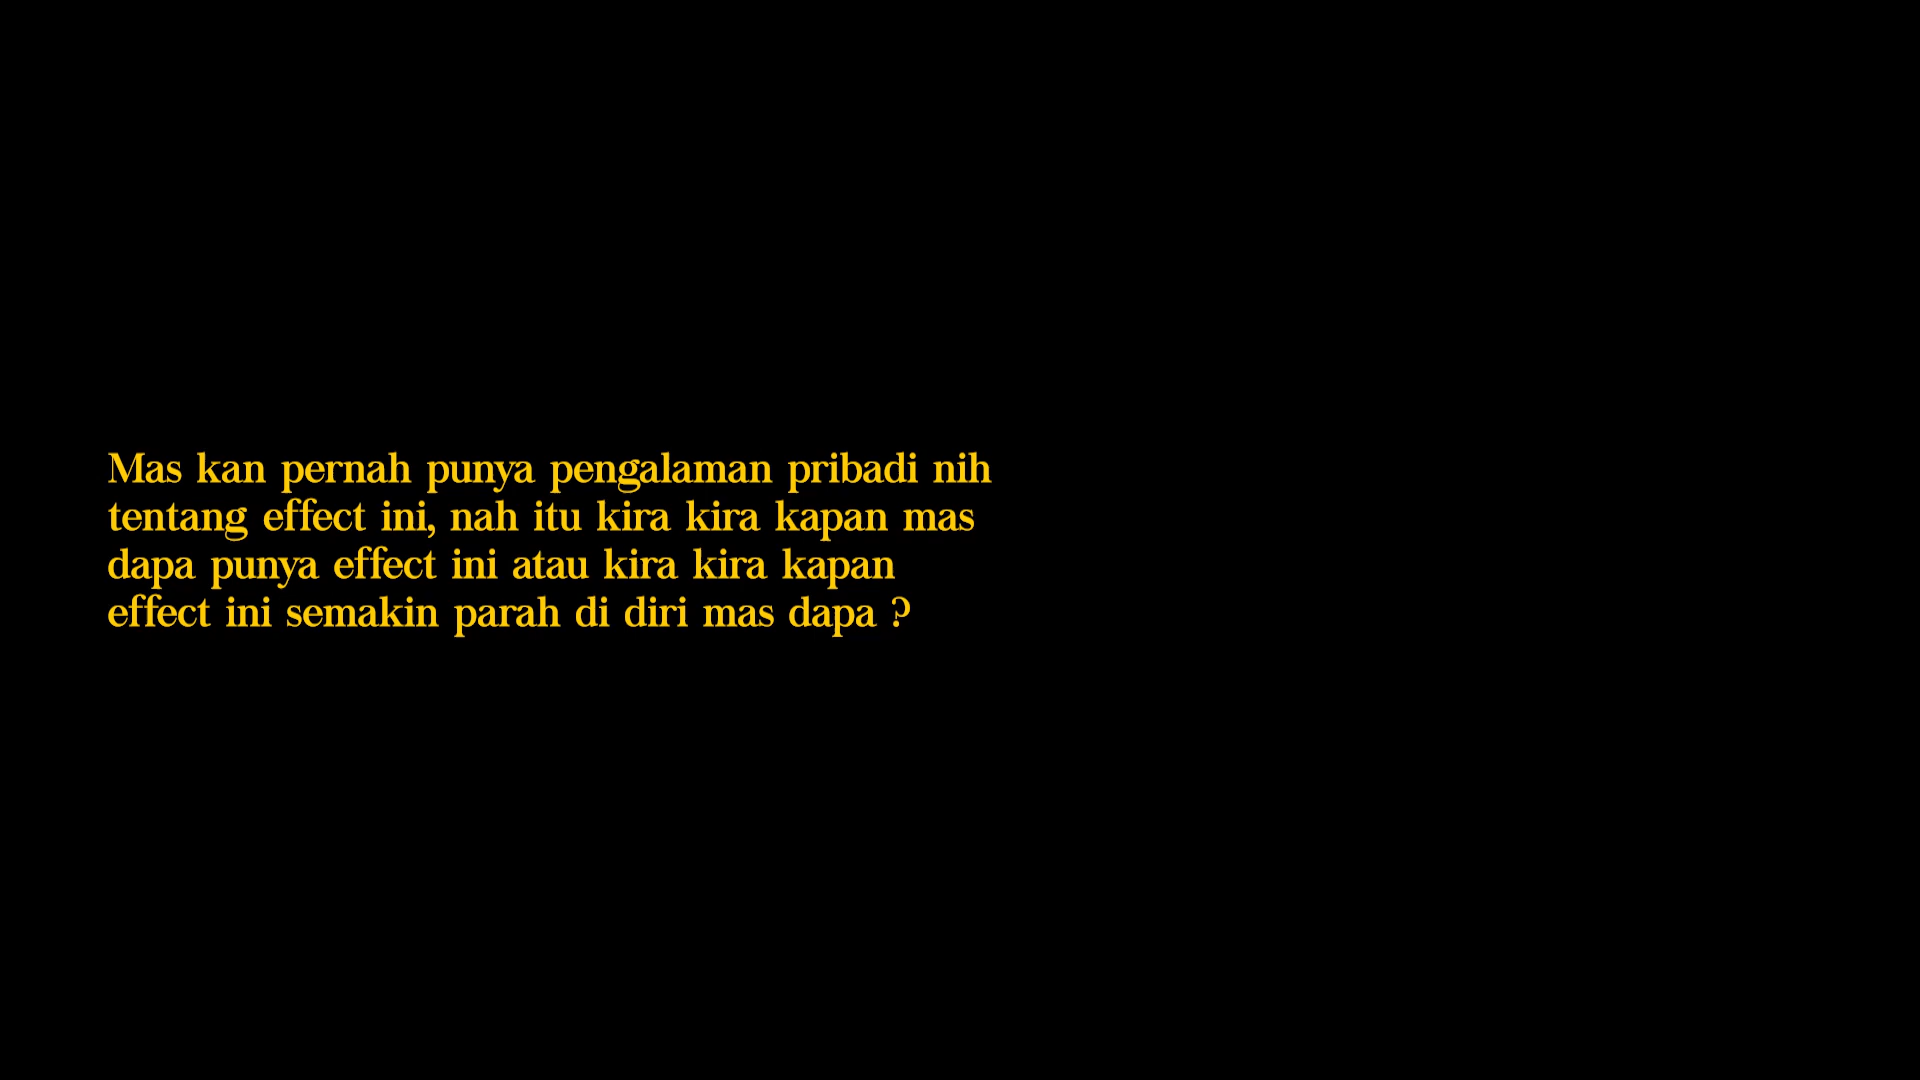 Mas kan pernah punya pengalaman pribadi nih
tentang effect ini, nah itu kira kira kapan mas
dapa punya effect ini atau kira kira kapan
effect ini semakin parah di diri mas dapa ?